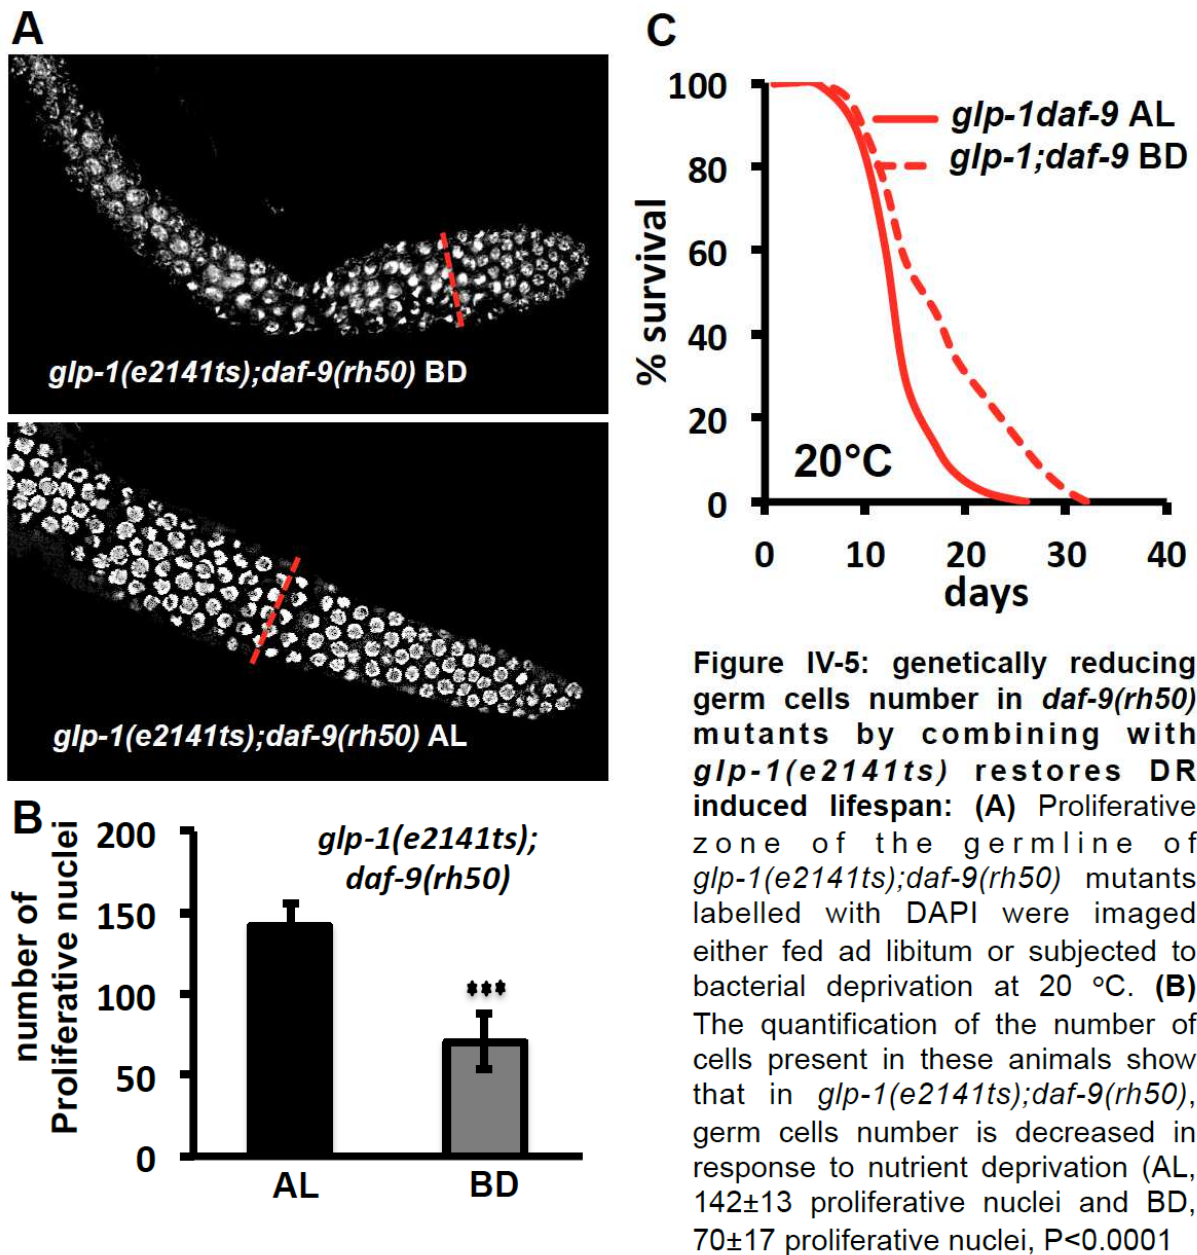 A
glp-1(e2141ts);daf-9(rh50) BD
glp-1(e2141ts);daf-9(rh50) AL
B
number of
Proliferative nuclei
200
150
100
50
0
glp-1(e2141ts);
daf-9(rh50)
***
AL
BD
C
% survival
100
80
60
40
20
0
glp-1daf-9 AL
glp-1;daf-9 BD
20°C
0
10
20
30
40
days
Figure IV-5: genetically reducing
germ cells number in daf-9(rh50)
mutants by combining with
glp-1(e2141ts) restores DR
induced lifespan: (A) Proliferative
zone of the germline of
glp-1(e2141ts);daf-9(rh50) mutants
labelled with DAPI were imaged
either fed ad libitum or subjected to
bacterial deprivation at 20 ºC. (B)
The quantification of the number of
cells present in these animals show
that in glp-1(e2141ts);daf-9(rh50),
germ cells number is decreased in
response to nutrient deprivation (AL,
142±13 proliferative nuclei and BD,
70±17 proliferative nuclei, P<0.0001